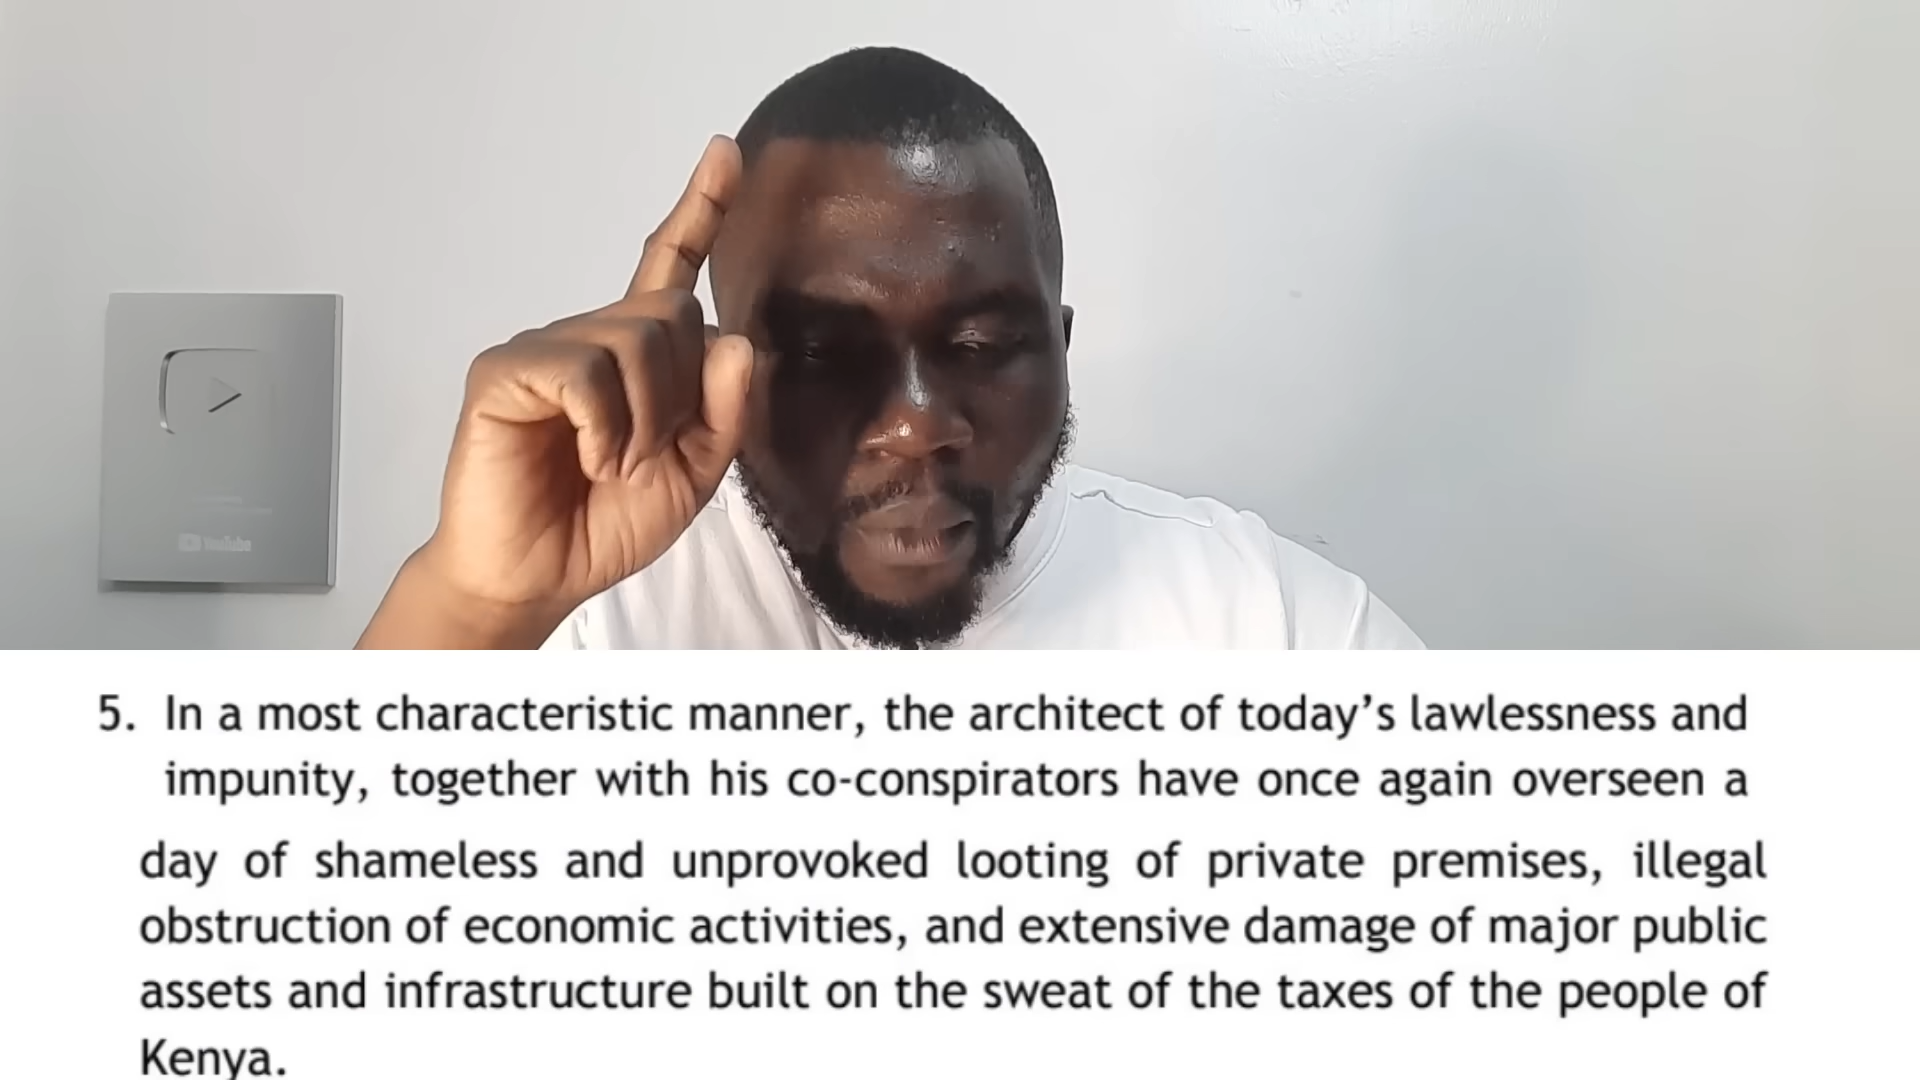 YouTube
5. In a most characteristic manner, the architect of today’s lawlessness and
impunity, together with his co-conspirators have once again overseen a
day of shameless and unprovoked looting of private premises, illegal
obstruction of economic activities, and extensive damage of major public
assets and infrastructure built on the sweat of the taxes of the people of
Kenya.